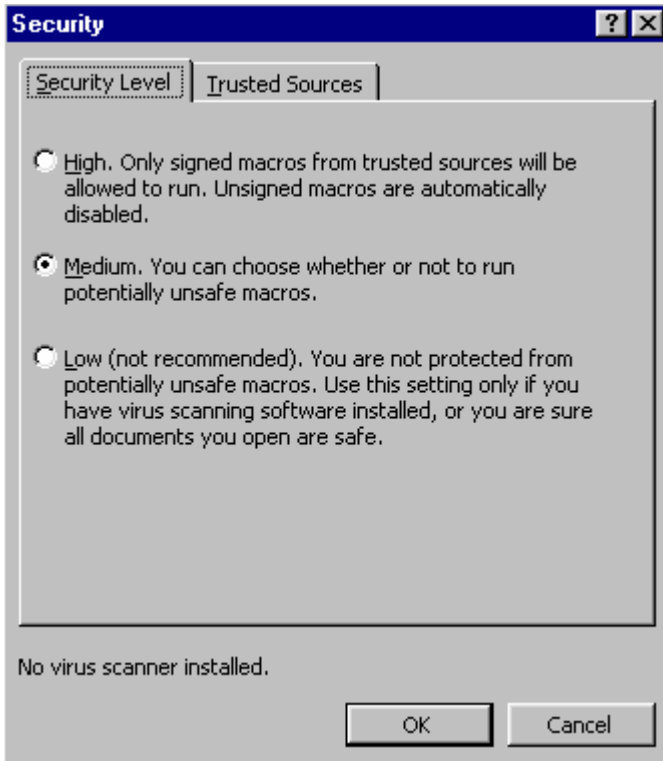 Security
Security Level
Trusted Sources
High. Only signed macros from trusted sources will be
allowed to run. Unsigned macros are automatically
disabled.
Medium. You can choose whether or not to run
potentially unsafe macros.
Low (not recommended). You are not protected from
potentially unsafe macros. Use this setting only if you
have virus scanning software installed, or you are sure
all documents you open are safe.
No virus scanner installed.
OK
Cancel